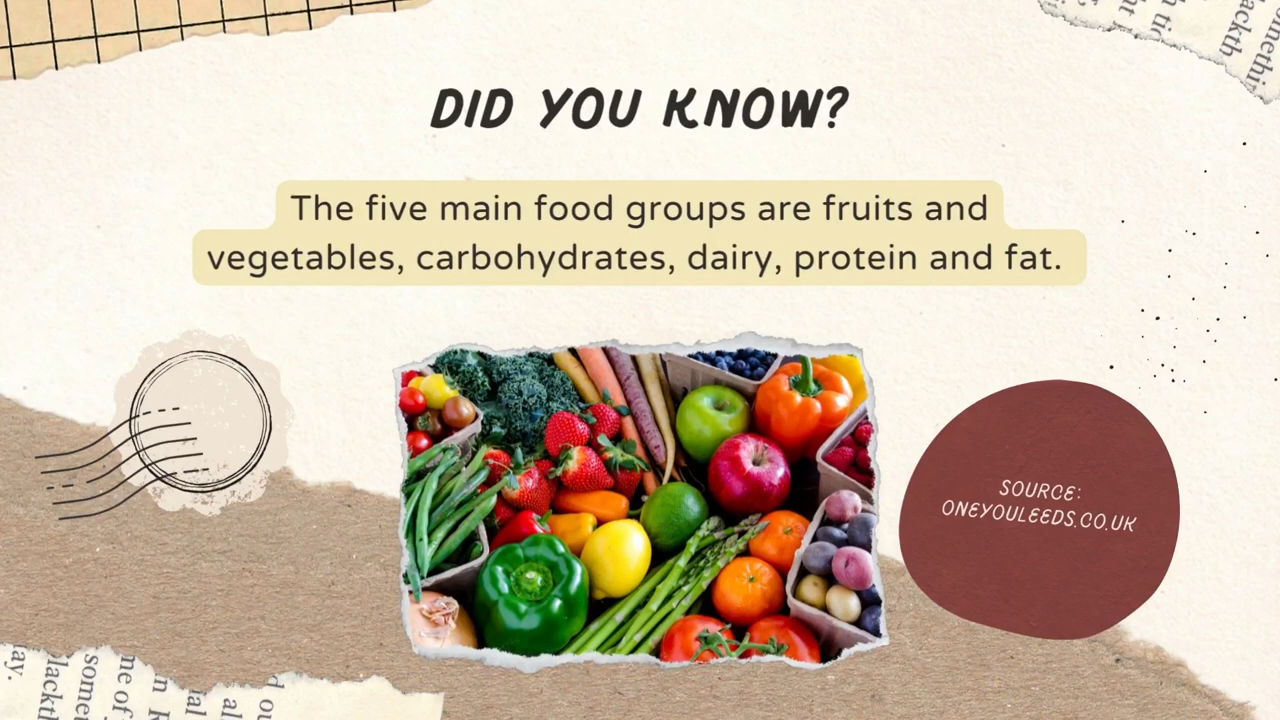 DID YOU KNOW?
The five main food groups are fruits and
vegetables, carbohydrates, dairy, protein and fat.
SOURCE:
ONEYOULEEDS.CO.UK